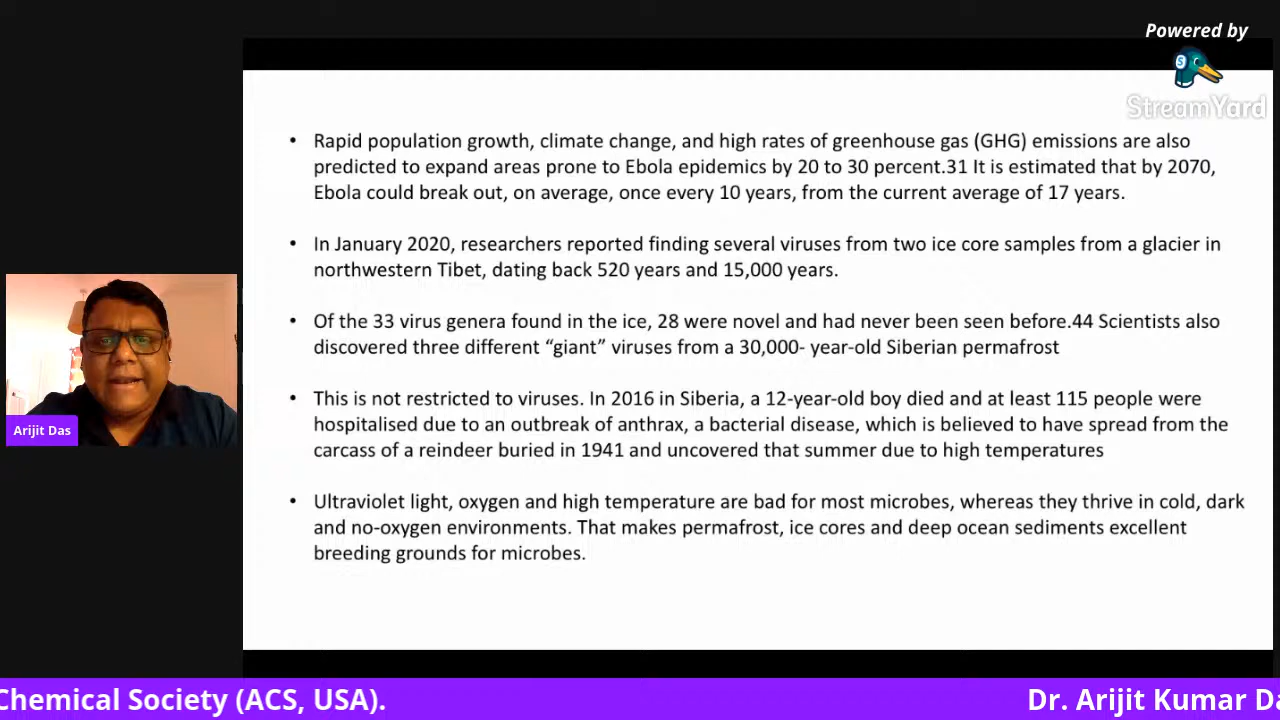 Powered by
StreamYard
• Rapid population growth, climate change, and high rates of greenhouse gas (GHG) emissions are also
predicted to expand areas prone to Ebola epidemics by 20 to 30 percent.31 It is estimated that by 2070,
Ebola could break out, on average, once every 10 years, from the current average of 17 years.
• In January 2020, researchers reported finding several viruses from two ice core samples from a glacier in
northwestern Tibet, dating back 520 years and 15,000 years.
• Of the 33 virus genera found in the ice, 28 were novel and had never been seen before.44 Scientists also
discovered three different “giant” viruses from a 30,000- year-old Siberian permafrost
• This is not restricted to viruses. In 2016 in Siberia, a 12-year-old boy died and at least 115 people were
hospitalised due to an outbreak of anthrax, a bacterial disease, which is believed to have spread from the
carcass of a reindeer buried in 1941 and uncovered that summer due to high temperatures
• Ultraviolet light, oxygen and high temperature are bad for most microbes, whereas they thrive in cold, dark
and no-oxygen environments. That makes permafrost, ice cores and deep ocean sediments excellent
breeding grounds for microbes.
Arijit Das
Chemical Society (ACS, USA). Dr. Arijit Kumar Da